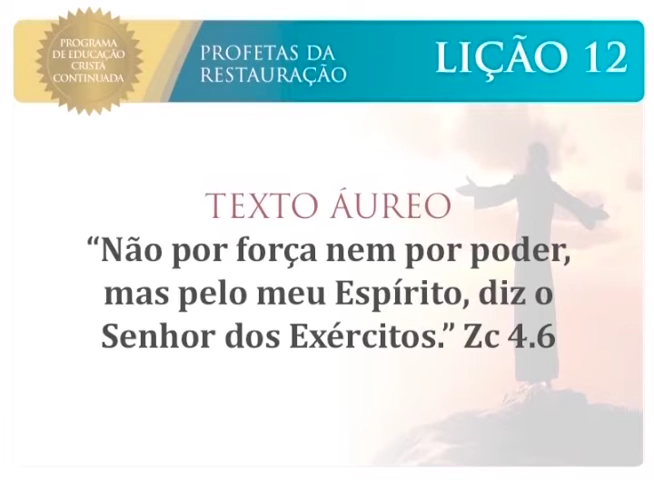 PROGRAMA
DE EDUCAÇÃO
CRISTÃ
CONTINUADA
PROFETAS DA
RESTAURAÇÃO
LIÇÃO 12
TEXTO ÁUREO
“Não por força nem por poder,
mas pelo meu Espírito, diz o
Senhor dos Exércitos.” Zc 4.6